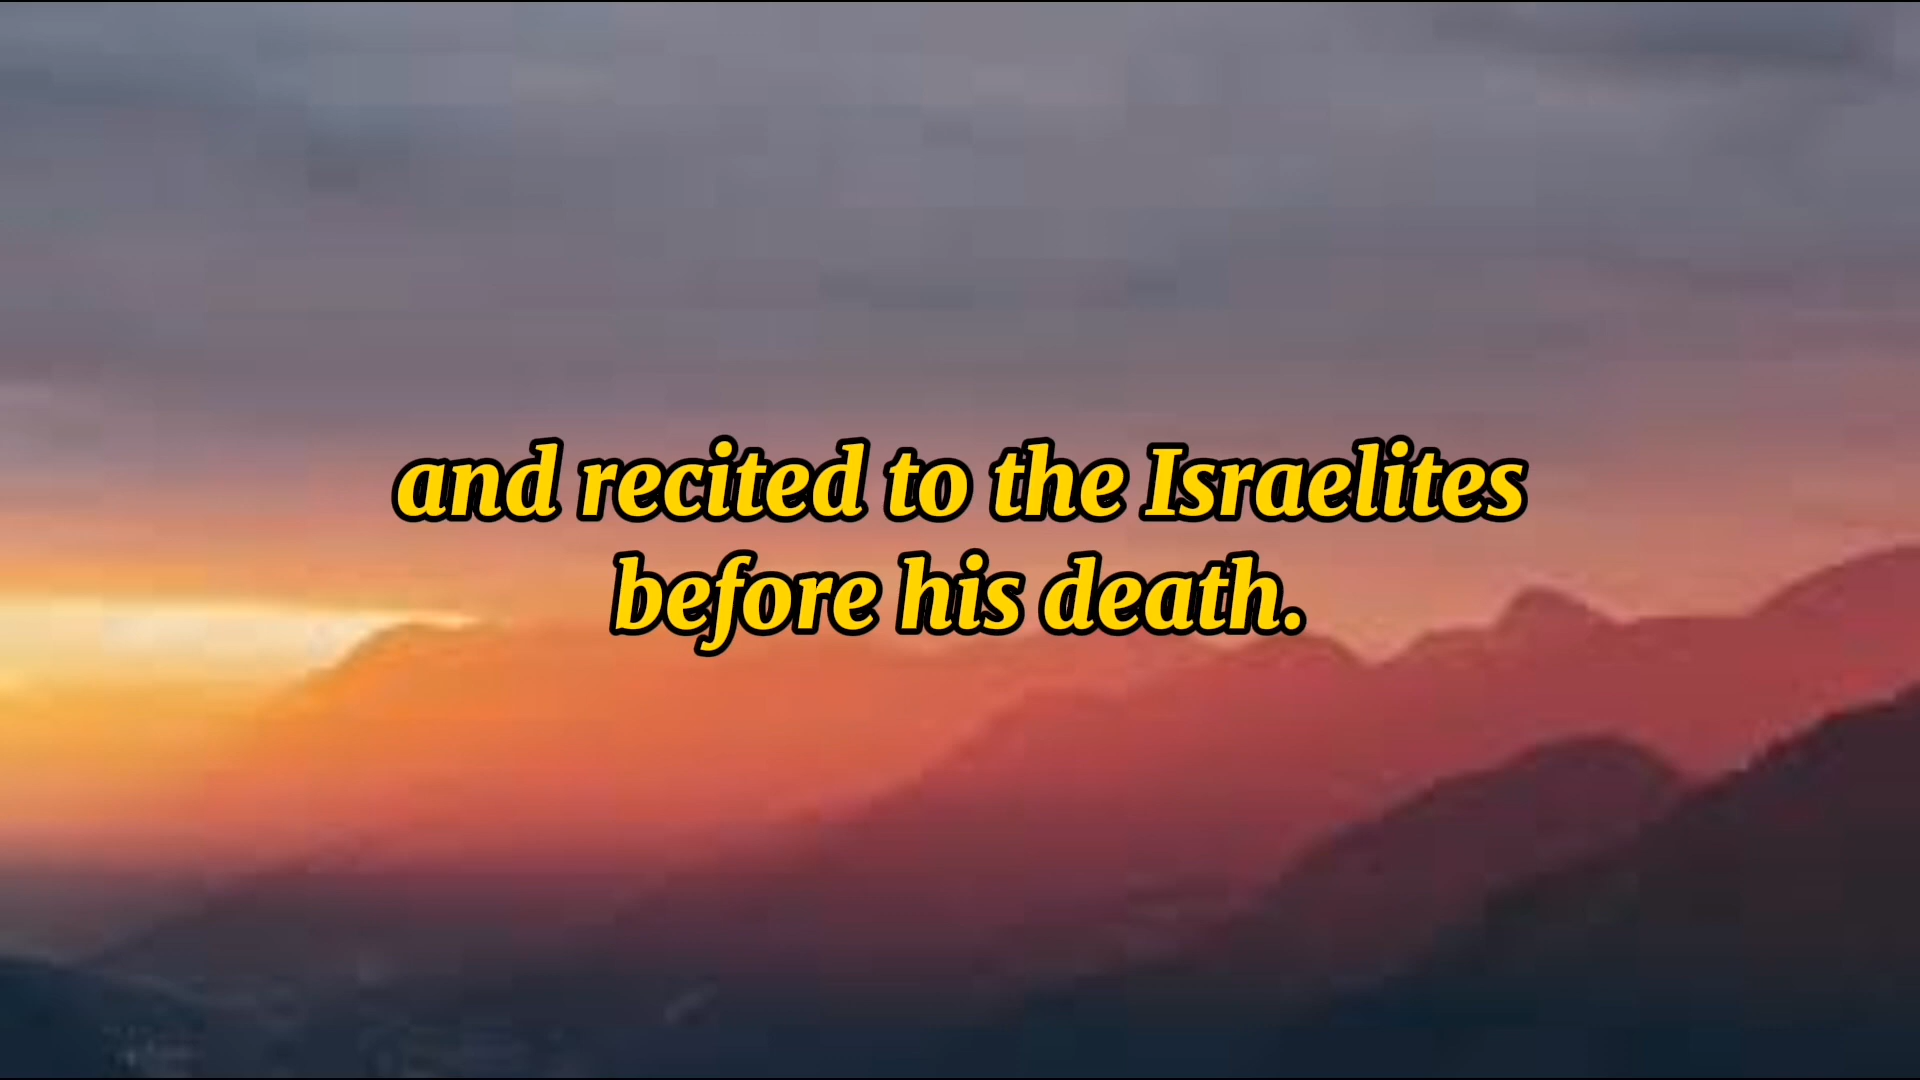 and recited to the Israelites
before his death.